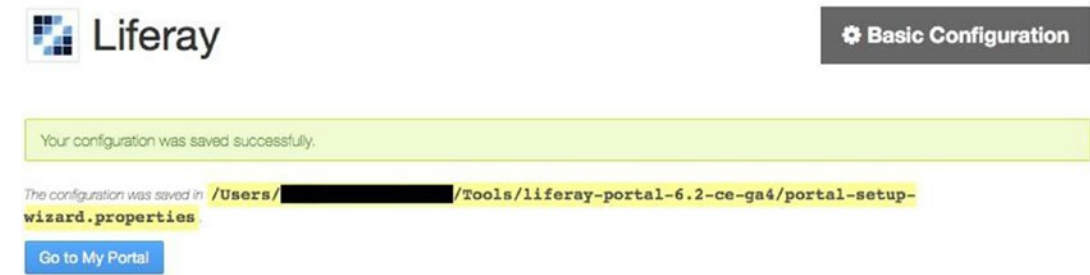 Liferay
Basic Configuration
Your configuration was saved successfully.
The configuration was saved in /Users/ /Tools/liferay-portal-6.2-ce-ga4/portal-setup-
wizard.properties.
Go to My Portal